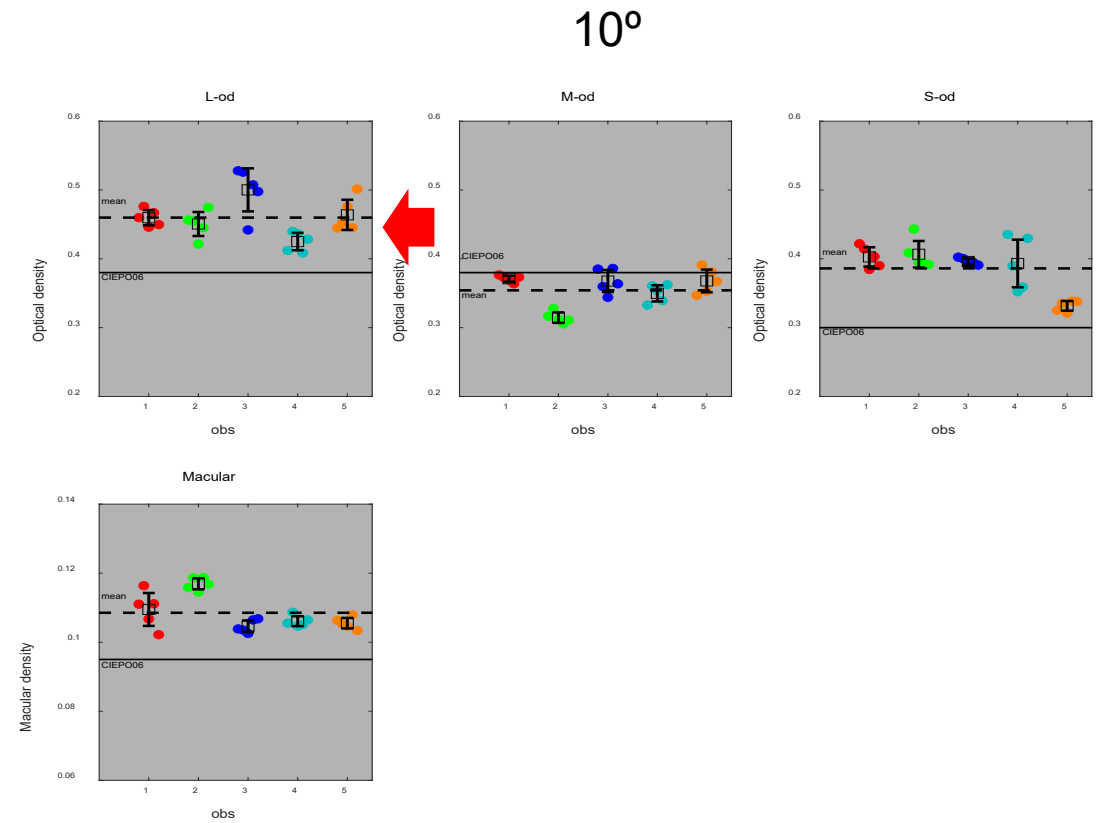 10º
L-od
M-od
S-od
0.6
0.5
0.4
0.3
0.2
mean
CIEPO06
Optical density
1 2 3 4 5
obs
0.6
0.5
0.4
0.3
0.2
CIEPO06
mean
Optical density
1 2 3 4 5
obs
0.6
0.5
0.4
0.3
0.2
mean
CIEPO06
Optical density
1 2 3 4 5
obs
Macular
0.14
0.12
0.1
0.08
0.06
mean
CIEPO06
Macular density
1 2 3 4 5
obs